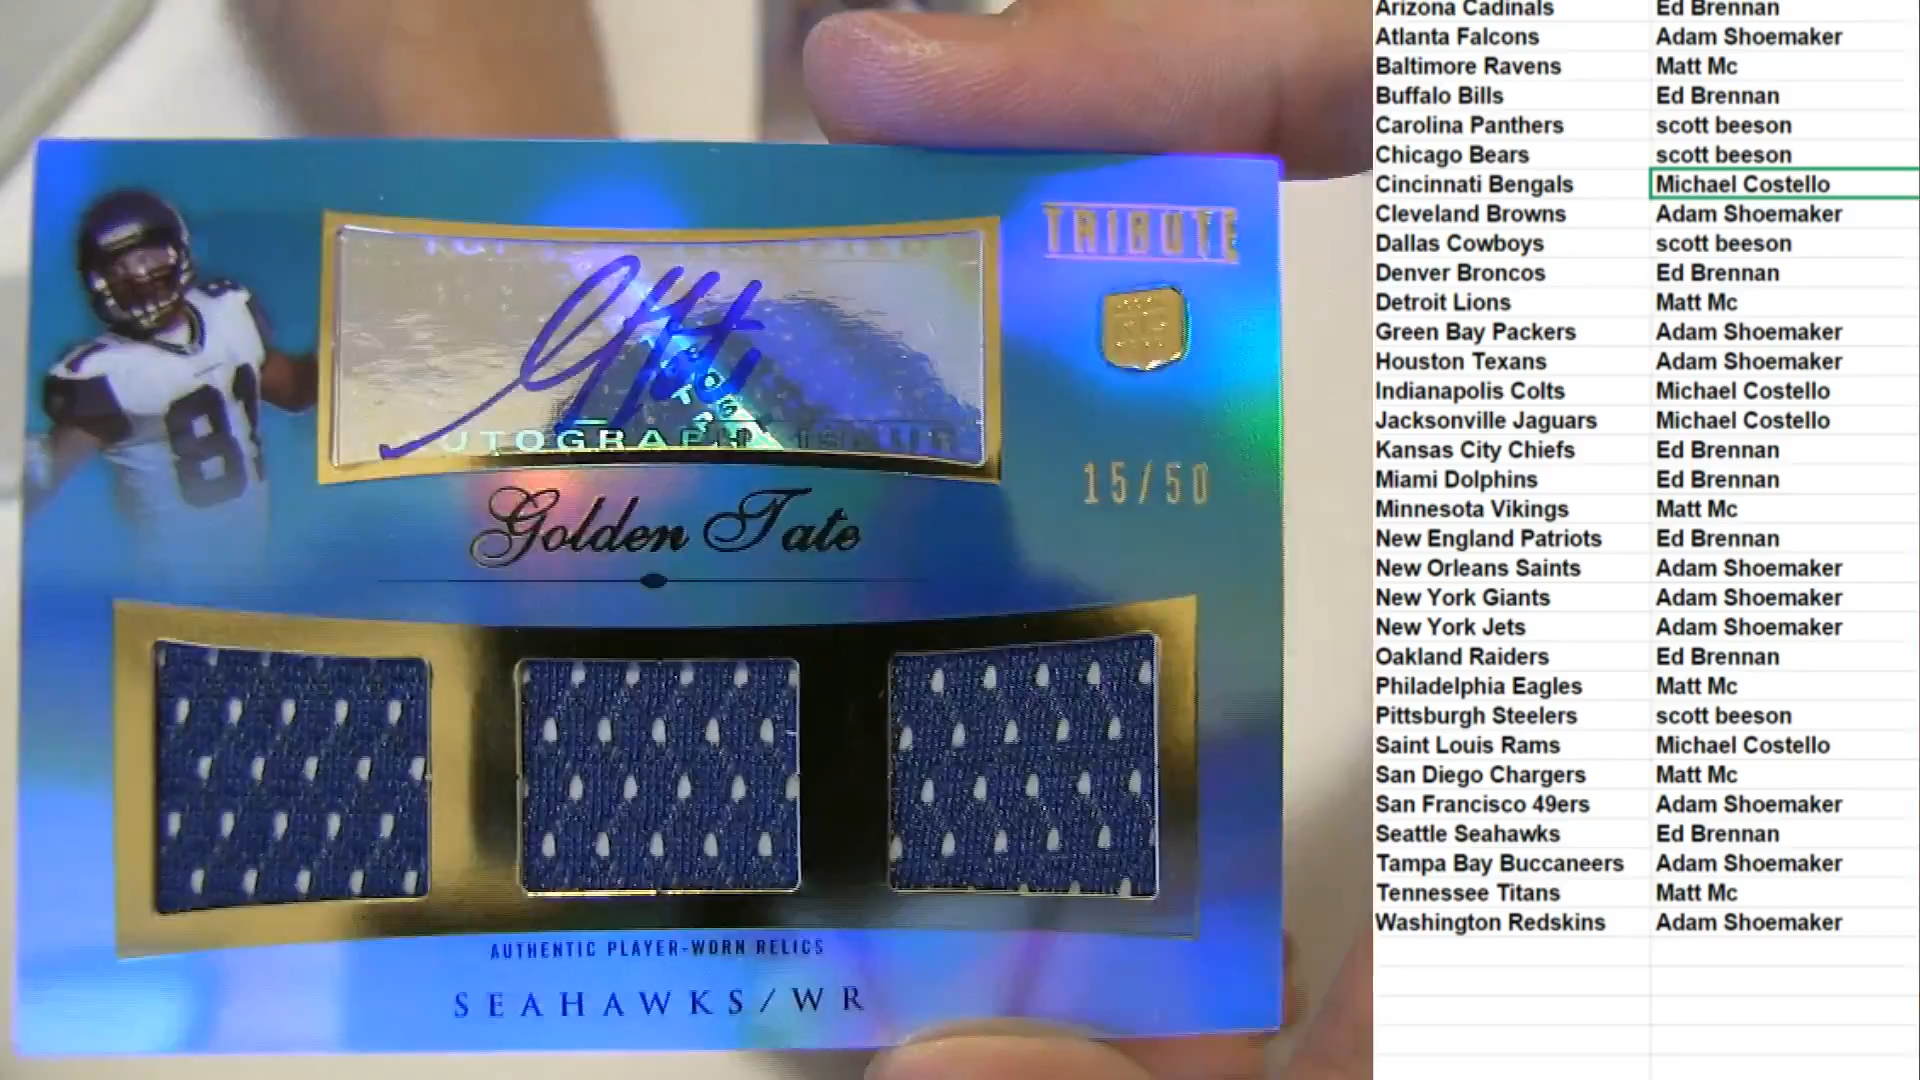 TRIBUTE
AUTOGRAPH ISSUE
15/50
Golden Tate
81
AUTHENTIC PLAYER-WORN RELICS
SEAHAWKS/WR
Arizona Cadinals Ed Brennan
Atlanta Falcons Adam Shoemaker
Baltimore Ravens Matt Mc
Buffalo Bills Ed Brennan
Carolina Panthers scott beeson
Chicago Bears scott beeson
Cincinnati Bengals Michael Costello
Cleveland Browns Adam Shoemaker
Dallas Cowboys scott beeson
Denver Broncos Ed Brennan
Detroit Lions Matt Mc
Green Bay Packers Adam Shoemaker
Houston Texans Adam Shoemaker
Indianapolis Colts Michael Costello
Jacksonville Jaguars Michael Costello
Kansas City Chiefs Ed Brennan
Miami Dolphins Ed Brennan
Minnesota Vikings Matt Mc
New England Patriots Ed Brennan
New Orleans Saints Adam Shoemaker
New York Giants Adam Shoemaker
New York Jets Adam Shoemaker
Oakland Raiders Ed Brennan
Philadelphia Eagles Matt Mc
Pittsburgh Steelers scott beeson
Saint Louis Rams Michael Costello
San Diego Chargers Matt Mc
San Francisco 49ers Adam Shoemaker
Seattle Seahawks Ed Brennan
Tampa Bay Buccaneers Adam Shoemaker
Tennessee Titans Matt Mc
Washington Redskins Adam Shoemaker